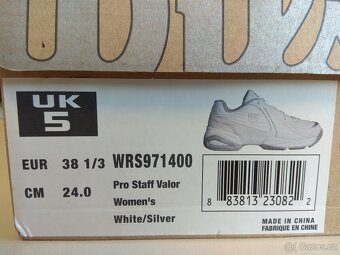 UK
5
EUR 38 1/3 WRS971400
CM 24.0 Pro Staff Valor
Women's
White/Silver
8 83813 23082 2
MADE IN CHINA
FABRIQUE EN CHINE